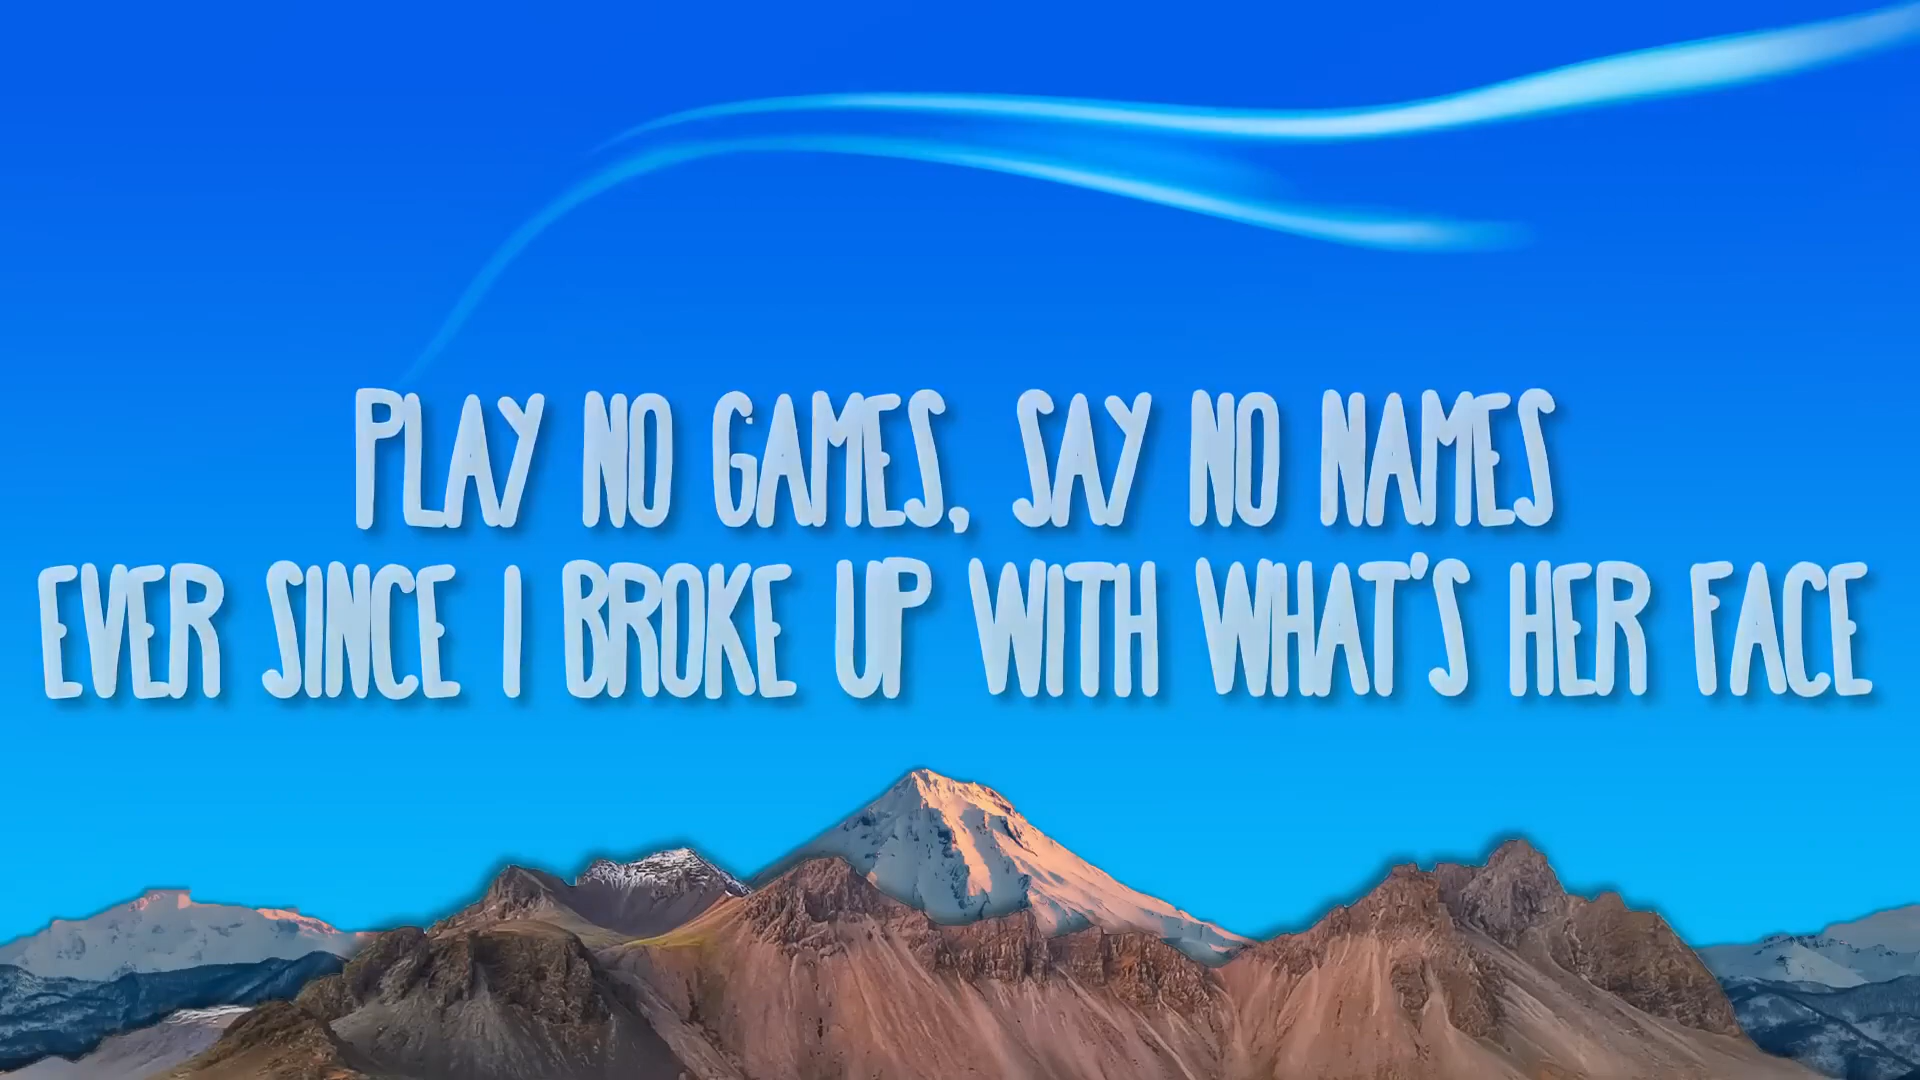 PLAY NO GAMES, SAY NO NAMES
EVER SINCE I BROKE UP WITH WHAT'S HER FACE